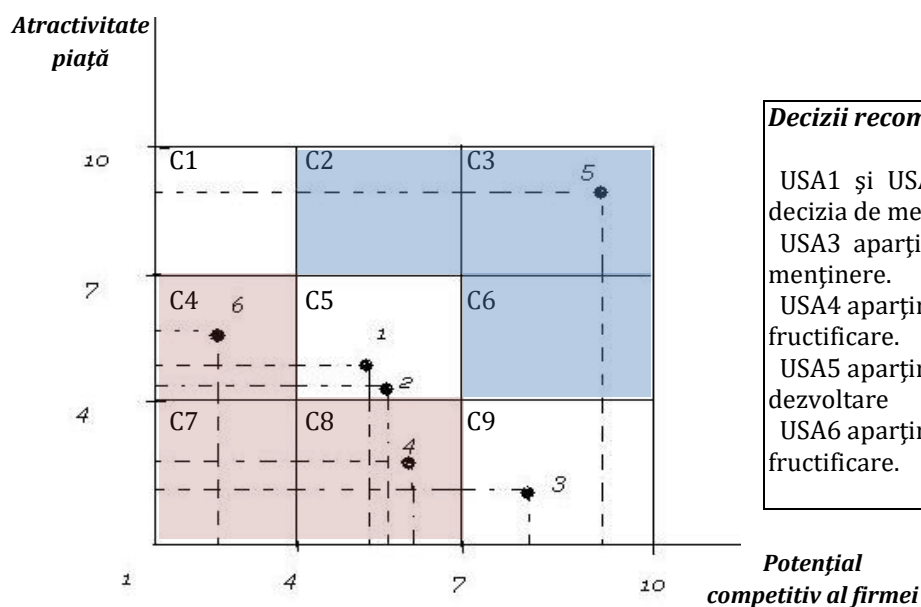 Atractivitate
piaţă
10
7
4
1
4
7
10
C1
C2
C3
C4
C5
C6
C7
C8
C9
5
6
1
2
4
3
Decizii recom
USA1 şi USA
decizia de me
USA3 aparţi
menţinere.
USA4 aparţin
fructificare.
USA5 aparţin
dezvoltare
USA6 aparţin
fructificare.
Potenţial
competitiv al firmei